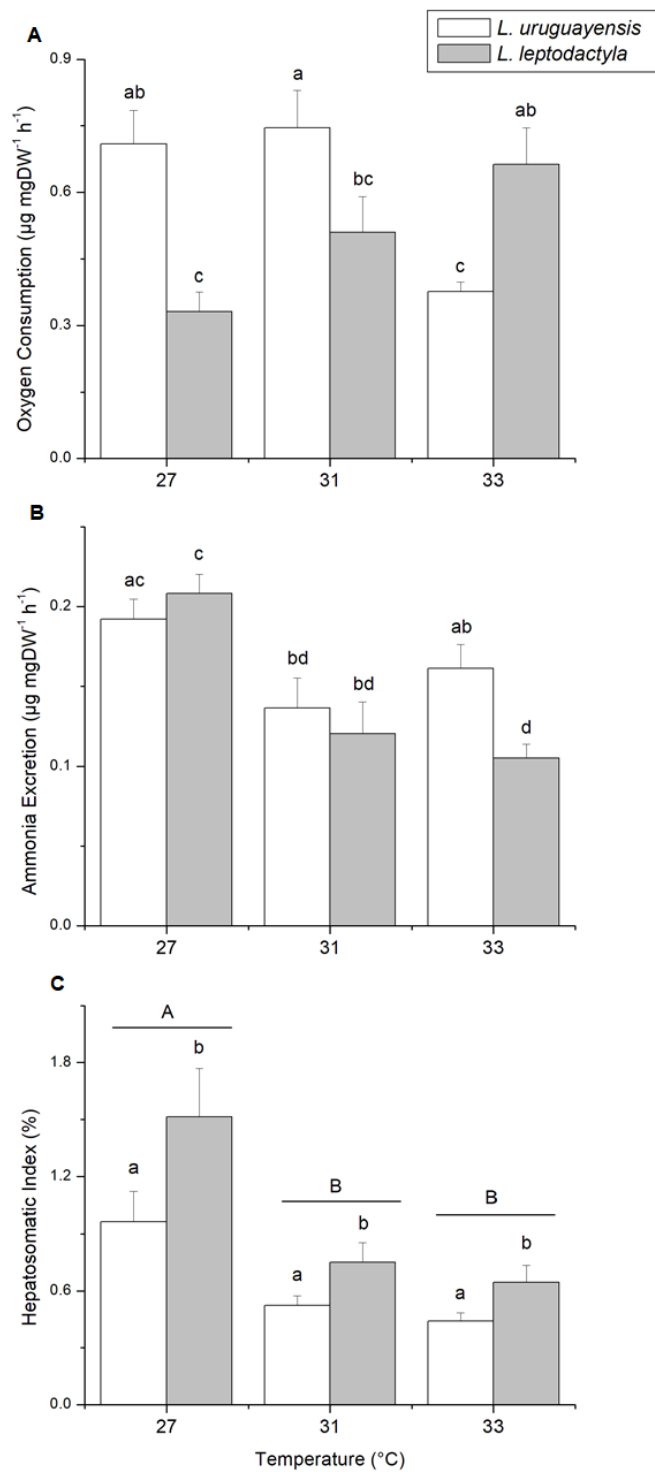 L. uruguayensis
L. leptodactyla
A
Oxygen Consumption (µg mgDW⁻¹ h⁻¹)
0.9
0.6
0.3
0.0
ab
c
a
bc
c
ab
27
31
33
B
Ammonia Excretion (µg mgDW⁻¹ h⁻¹)
0.2
0.1
0.0
ac
c
bd
bd
ab
d
27
31
33
C
Hepatosomatic Index (%)
1.8
1.2
0.6
0.0
A
a
b
B
a
b
B
a
b
27
31
33
Temperature (°C)